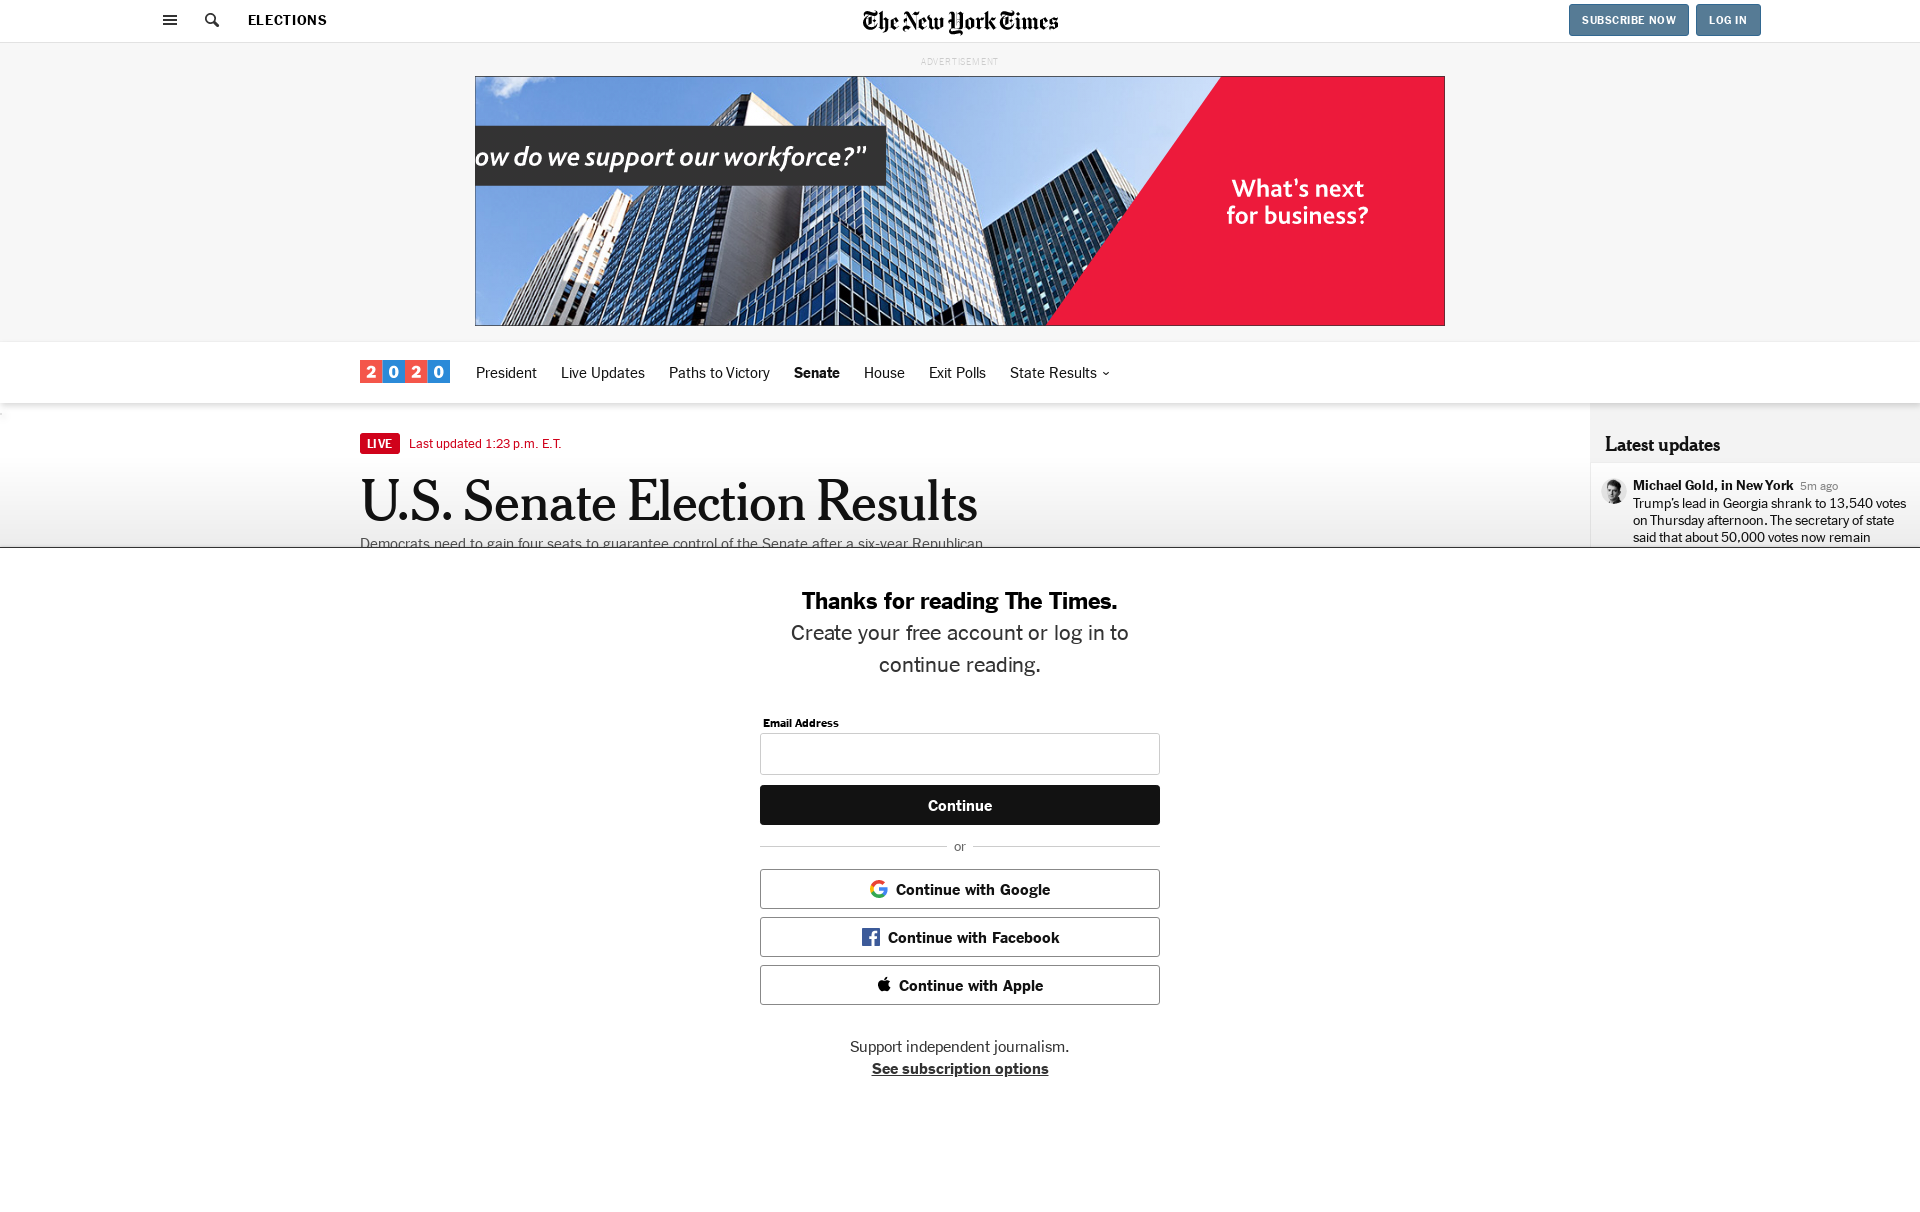 ELECTIONS
The New York Times
SUBSCRIBE NOW
LOG IN
ADVERTISEMENT
ow do we support our workforce?”
What’s next
for business?
2020
President
Live Updates
Paths to Victory
Senate
House
Exit Polls
State Results
LIVE
Last updated 1:23 p.m. E.T.
U.S. Senate Election Results
Democrats need to gain four seats to guarantee control of the Senate after a six-year Republican
Latest updates
Michael Gold, in New York 5m ago
Trump’s lead in Georgia shrank to 13,540 votes
on Thursday afternoon. The secretary of state
said that about 50,000 votes now remain
Thanks for reading The Times.
Create your free account or log in to
continue reading.
Email Address
Continue
or
Continue with Google
Continue with Facebook
Continue with Apple
Support independent journalism.
See subscription options